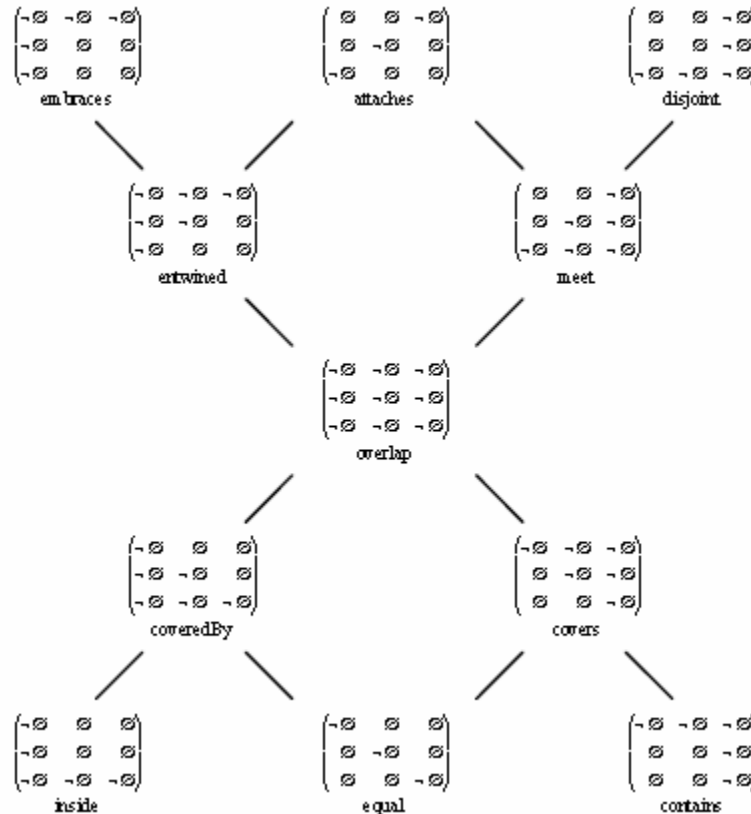 ¬∅ ¬∅ ¬∅ ∅ ∅ ¬∅ ∅ ∅ ¬∅
¬∅ ∅ ∅ ∅ ¬∅ ∅ ∅ ∅ ¬∅
¬∅ ∅ ∅ ¬∅ ∅ ∅ ¬∅ ¬∅ ¬∅
embraces attaches disjoint
¬∅ ¬∅ ¬∅ ∅ ∅ ¬∅
¬∅ ¬∅ ∅ ∅ ¬∅ ¬∅
¬∅ ∅ ∅ ¬∅ ¬∅ ¬∅
entwined meet
¬∅ ¬∅ ¬∅
¬∅ ¬∅ ¬∅
¬∅ ¬∅ ¬∅
overlap
¬∅ ∅ ∅ ¬∅ ¬∅ ¬∅
¬∅ ¬∅ ∅ ∅ ¬∅ ¬∅
¬∅ ¬∅ ¬∅ ∅ ∅ ¬∅
coveredBy covers
¬∅ ∅ ∅ ¬∅ ∅ ∅ ¬∅ ¬∅ ¬∅
¬∅ ∅ ∅ ∅ ¬∅ ∅ ∅ ∅ ¬∅
¬∅ ¬∅ ¬∅ ∅ ∅ ¬∅ ∅ ∅ ¬∅
inside equal contains